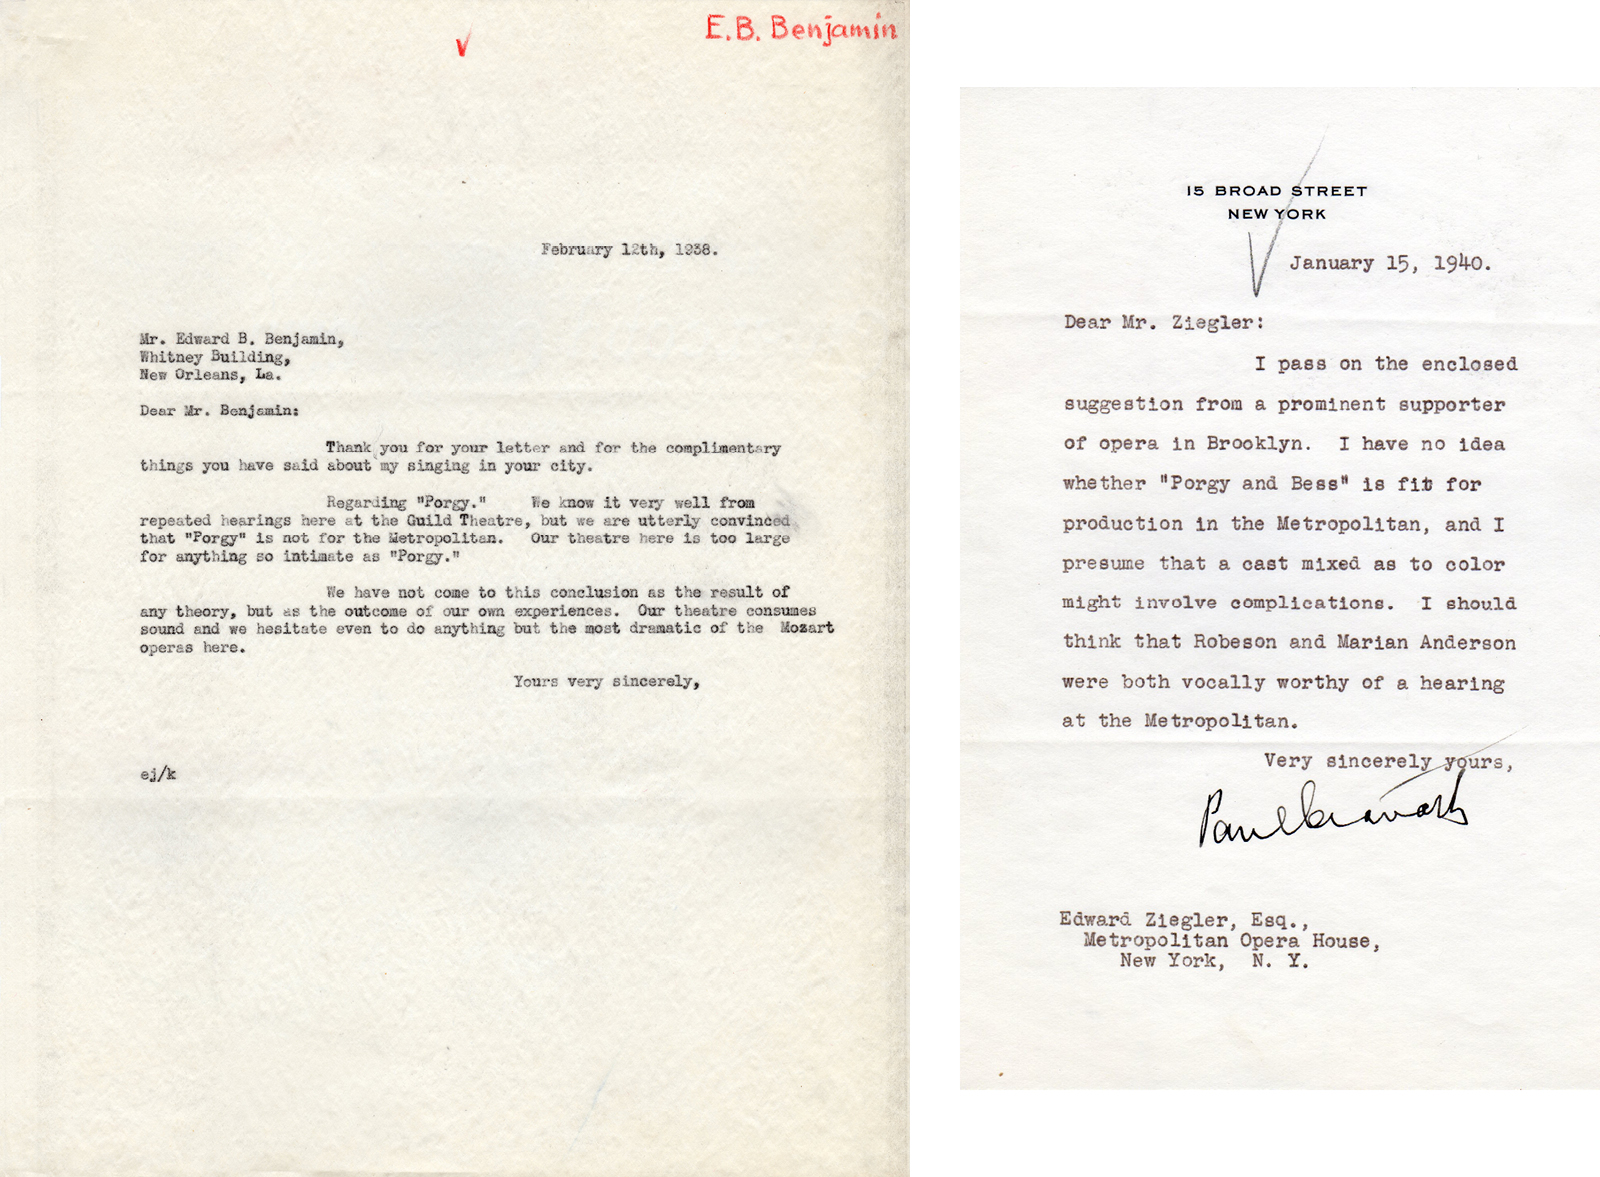 E.B. Benjamin
February 12th, 1938.
Mr. Edward B. Benjamin,
Whitney Building,
New Orleans, La.
Dear Mr. Benjamin:
Thank you for your letter and for the complimentary
things you have said about my singing in your city.
Regarding "Porgy." We know it very well from
repeated hearings here at the Guild Theatre, but we are utterly convinced
that "Porgy" is not for the Metropolitan. Our theatre here is too large
for anything so intimate as "Porgy."
We have not come to this conclusion as the result of
any theory, but as the outcome of our own experiences. Our theatre consumes
sound and we hesitate even to do anything but the most dramatic of the Mozart
operas here.
Yours very sincerely,
ej/k
15 BROAD STREET
NEW YORK
January 15, 1940.
Dear Mr. Ziegler:
I pass on the enclosed
suggestion from a prominent supporter
of opera in Brooklyn. I have no idea
whether "Porgy and Bess" is fit for
production in the Metropolitan, and I
presume that a cast mixed as to color
might involve complications. I should
think that Robeson and Marian Anderson
were both vocally worthy of a hearing
at the Metropolitan.
Very sincerely yours,
Paul Cravath
Edward Ziegler, Esq.,
Metropolitan Opera House,
New York, N. Y.